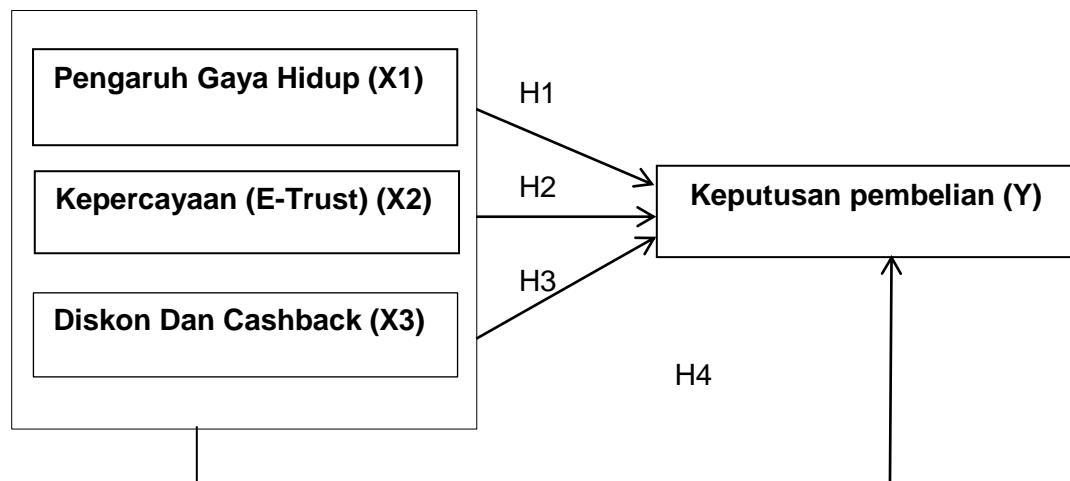 Pengaruh Gaya Hidup (X1)
H1
Kepercayaan (E-Trust) (X2)
H2
Keputusan pembelian (Y)
H3
Diskon Dan Cashback (X3)
H4